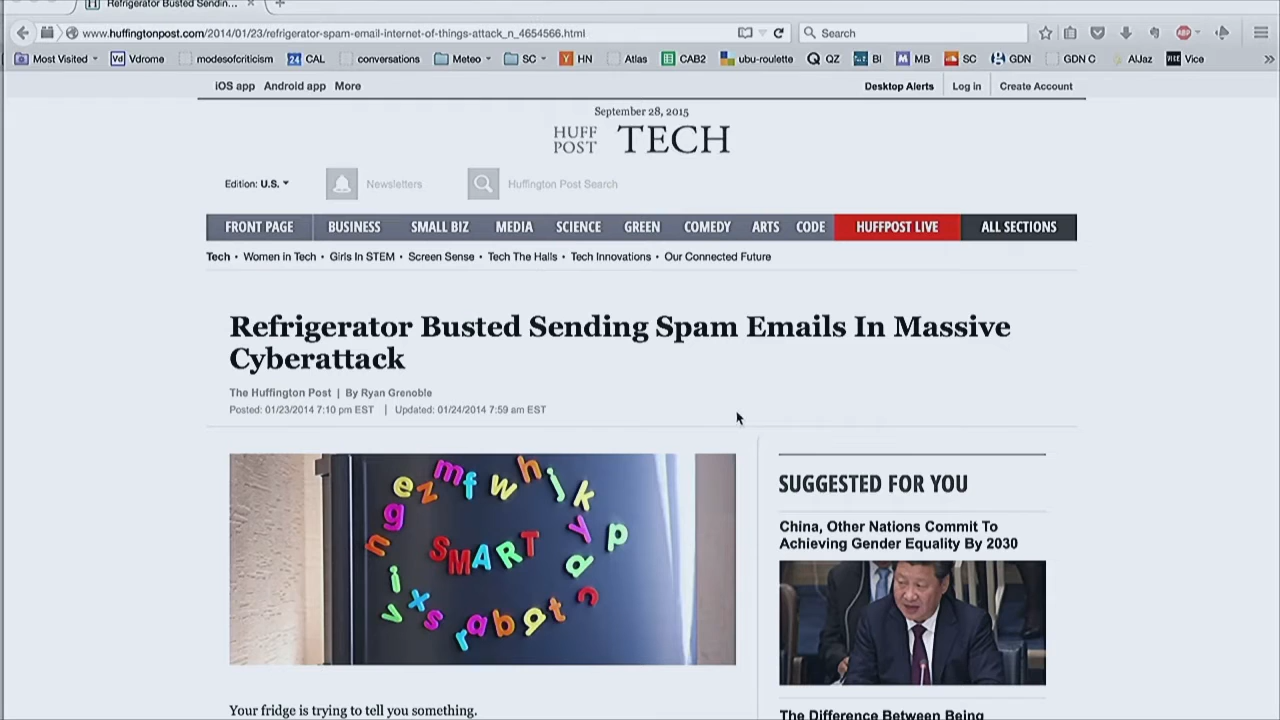 Refrigerator Busted Sendin...
www.huffingtonpost.com/2014/01/23/refrigerator-spam-email-internet-of-things-attack_n_4654566.html
Search
Most Visited
Vd Vdrome
modesofcriticism
24 CAL
conversations
Meteo
SC
Y HN
Atlas
CAB2
ubu-roulette
QZ
BI
M MB
SC
GDN
GDN C
AlJaz
VICE Vice
iOS app Android app More
Desktop Alerts
Log in
Create Account
September 28, 2015
HUFF
POST
TECH
Edition: U.S.
Newsletters
Huffington Post Search
FRONT PAGE
BUSINESS
SMALL BIZ
MEDIA
SCIENCE
GREEN
COMEDY
ARTS
CODE
HUFFPOST LIVE
ALL SECTIONS
Tech • Women in Tech • Girls In STEM • Screen Sense • Tech The Halls • Tech Innovations • Our Connected Future
Refrigerator Busted Sending Spam Emails In Massive
Cyberattack
The Huffington Post | By Ryan Grenoble
Posted: 01/23/2014 7:10 pm EST | Updated: 01/24/2014 7:59 am EST
SMART
Your fridge is trying to tell you something.
SUGGESTED FOR YOU
China, Other Nations Commit To
Achieving Gender Equality By 2030
The Difference Between Being